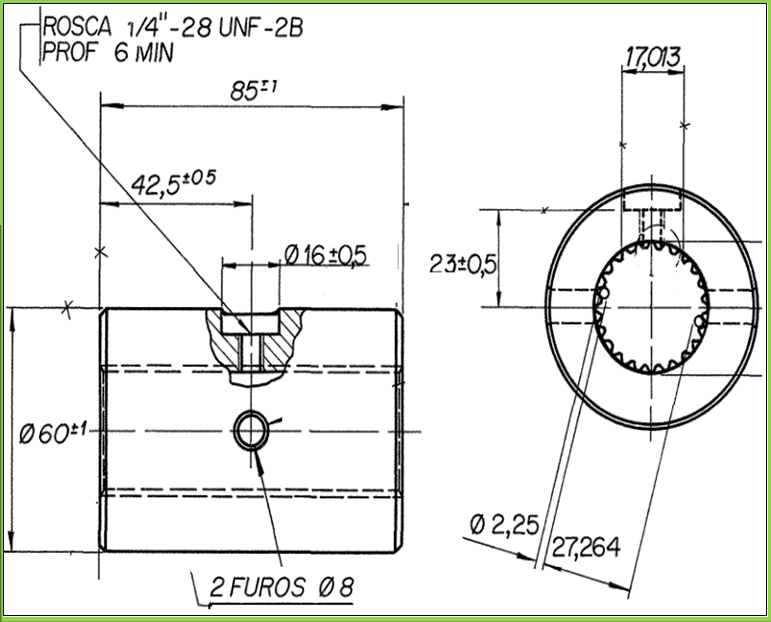 ROSCA 1/4"-28 UNF-2B
PROF 6 MIN
85±1
17,013
42,5±05
Ø16±0,5
23±0,5
Ø60±1
Ø2,25
27,264
2 FUROS Ø8